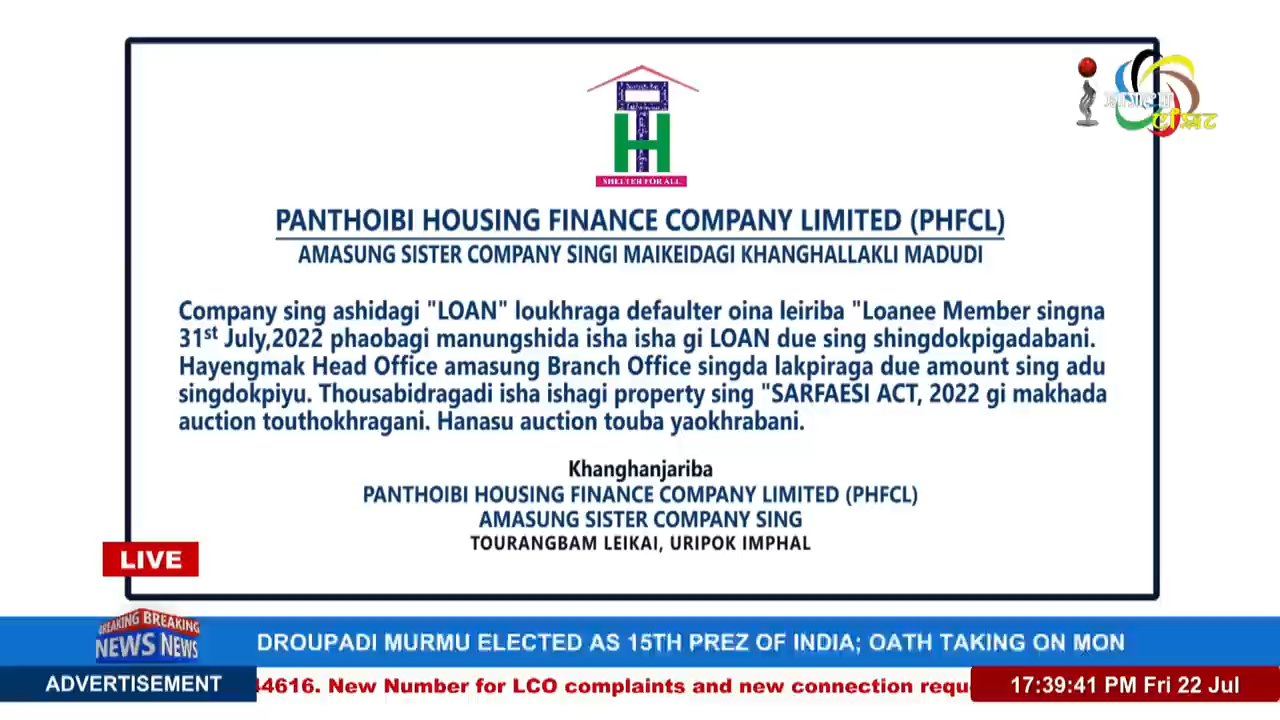 SHELTER FOR ALL
PANTHOIBI HOUSING FINANCE COMPANY LIMITED (PHFCL)
AMASUNG SISTER COMPANY SINGI MAIKEIDAGI KHANGHALLAKLI MADUDI
Company sing ashidagi "LOAN" loukhraga defaulter oina leiriba "Loanee Member singna
31st July,2022 phaobagi manungshida isha isha gi LOAN due sing shingdokpigadabani.
Hayengmak Head Office amasung Branch Office singda lakpiraga due amount sing adu
singdokpiyu. Thousabidragadi isha ishagi property sing "SARFAESI ACT, 2022 gi makhada
auction touthokhragani. Hanasu auction touba yaokhrabani.
Khanghanjariba
PANTHOIBI HOUSING FINANCE COMPANY LIMITED (PHFCL)
AMASUNG SISTER COMPANY SING
TOURANGBAM LEIKAI, URIPOK IMPHAL
LIVE
BREAKING BREAKING
NEWS NEWS
DROUPADI MURMU ELECTED AS 15TH PREZ OF INDIA; OATH TAKING ON MON
ADVERTISEMENT
44616. New Number for LCO complaints and new connection requ
17:39:41 PM Fri 22 Jul